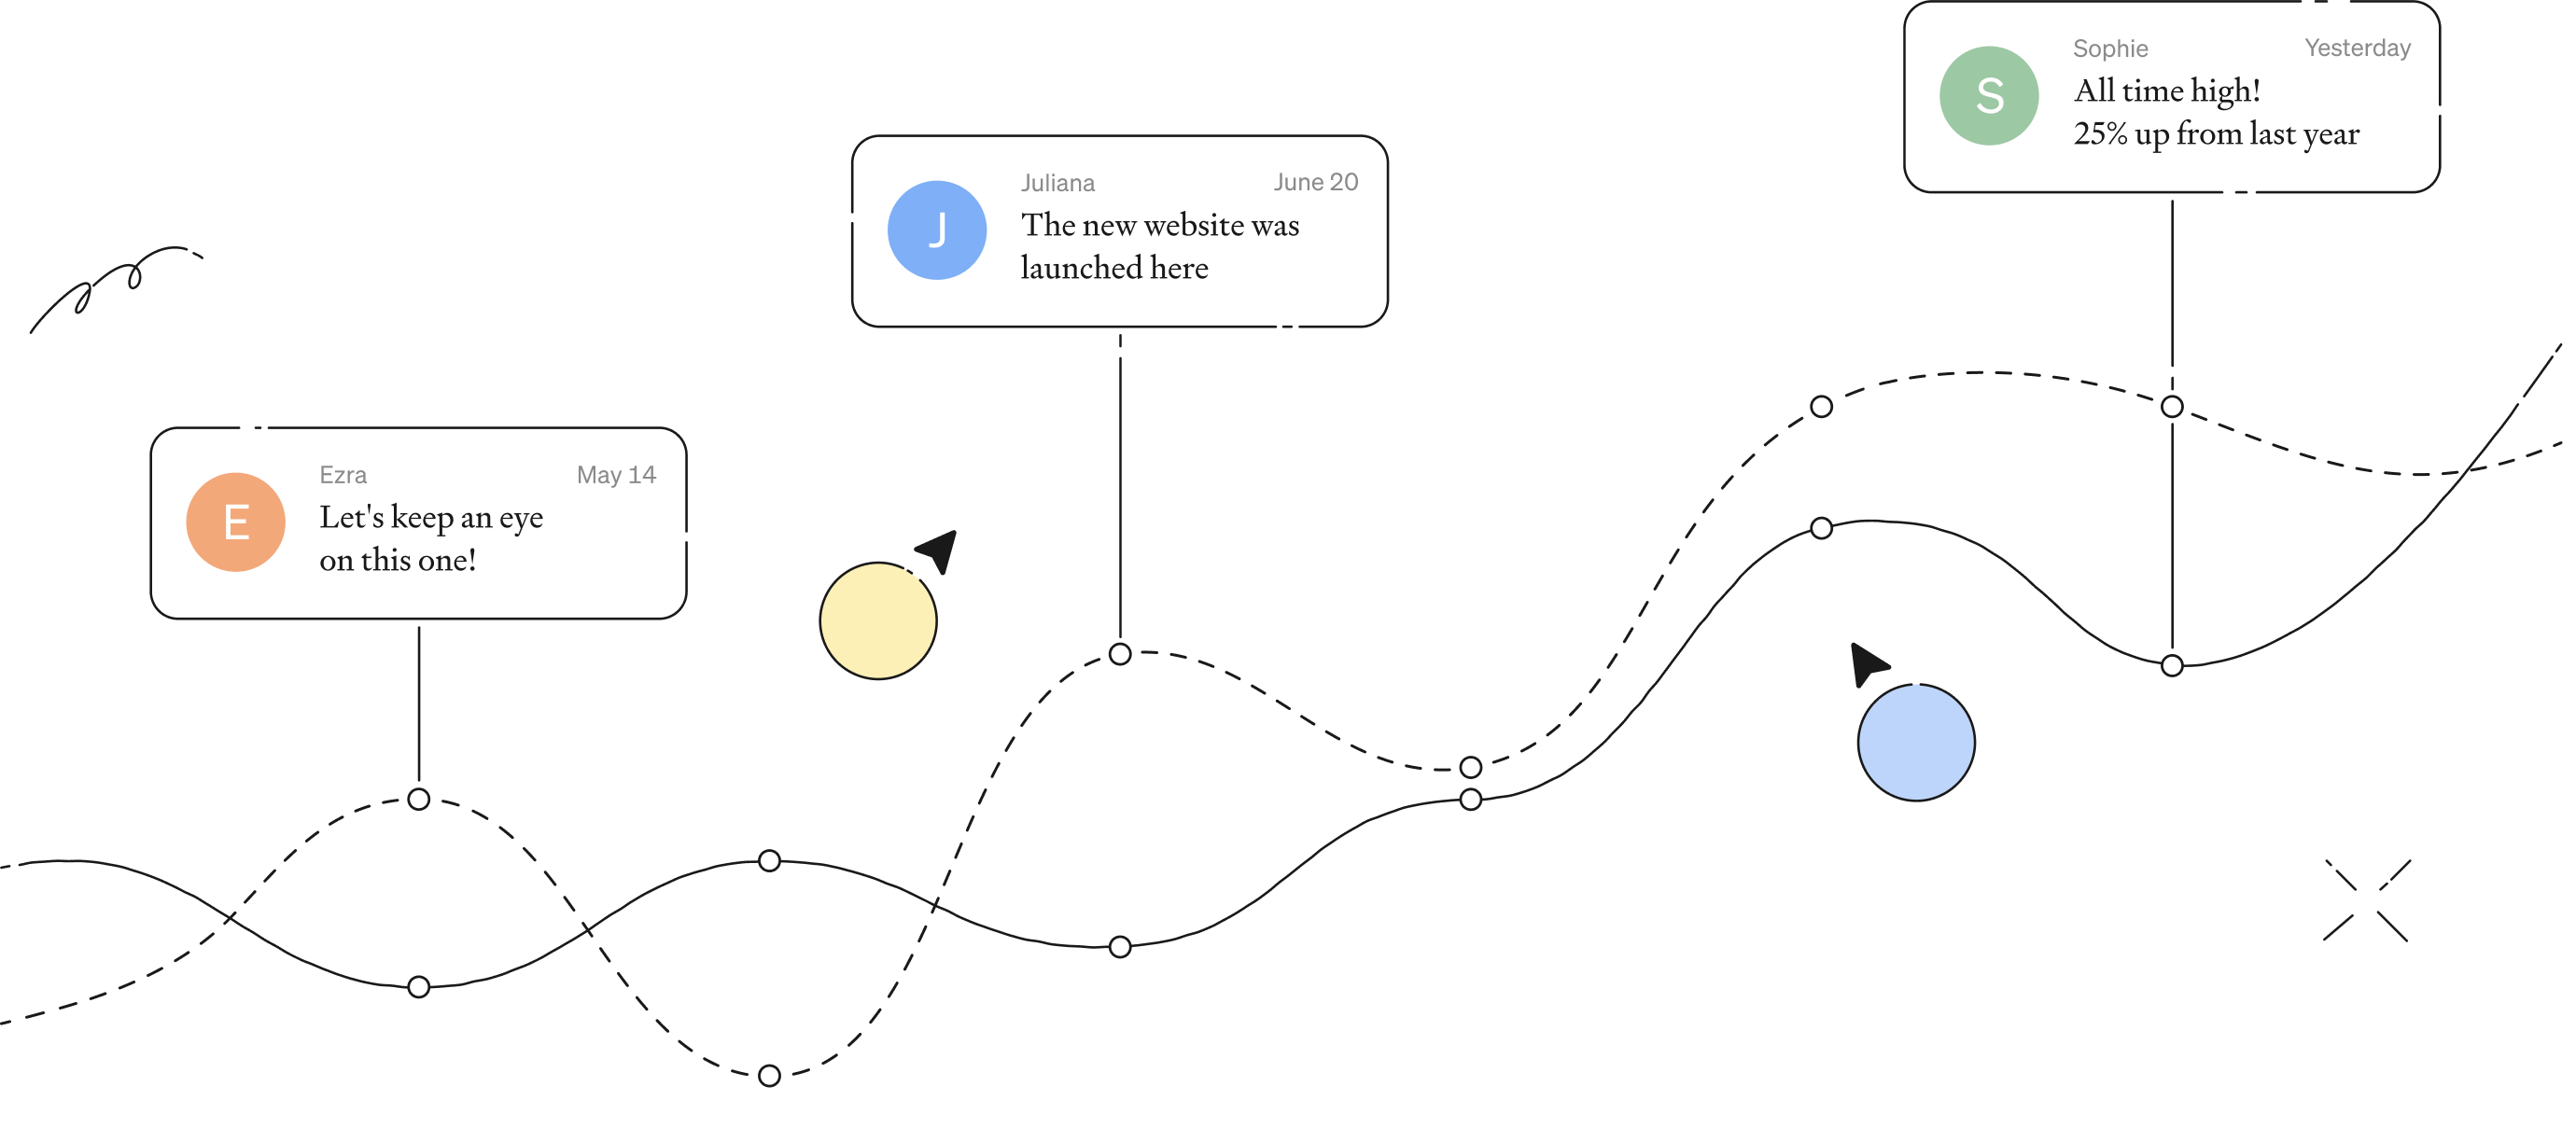 Sophie Yesterday
S
All time high!
25% up from last year
Juliana June 20
J
The new website was
launched here
Ezra May 14
E
Let's keep an eye
on this one!